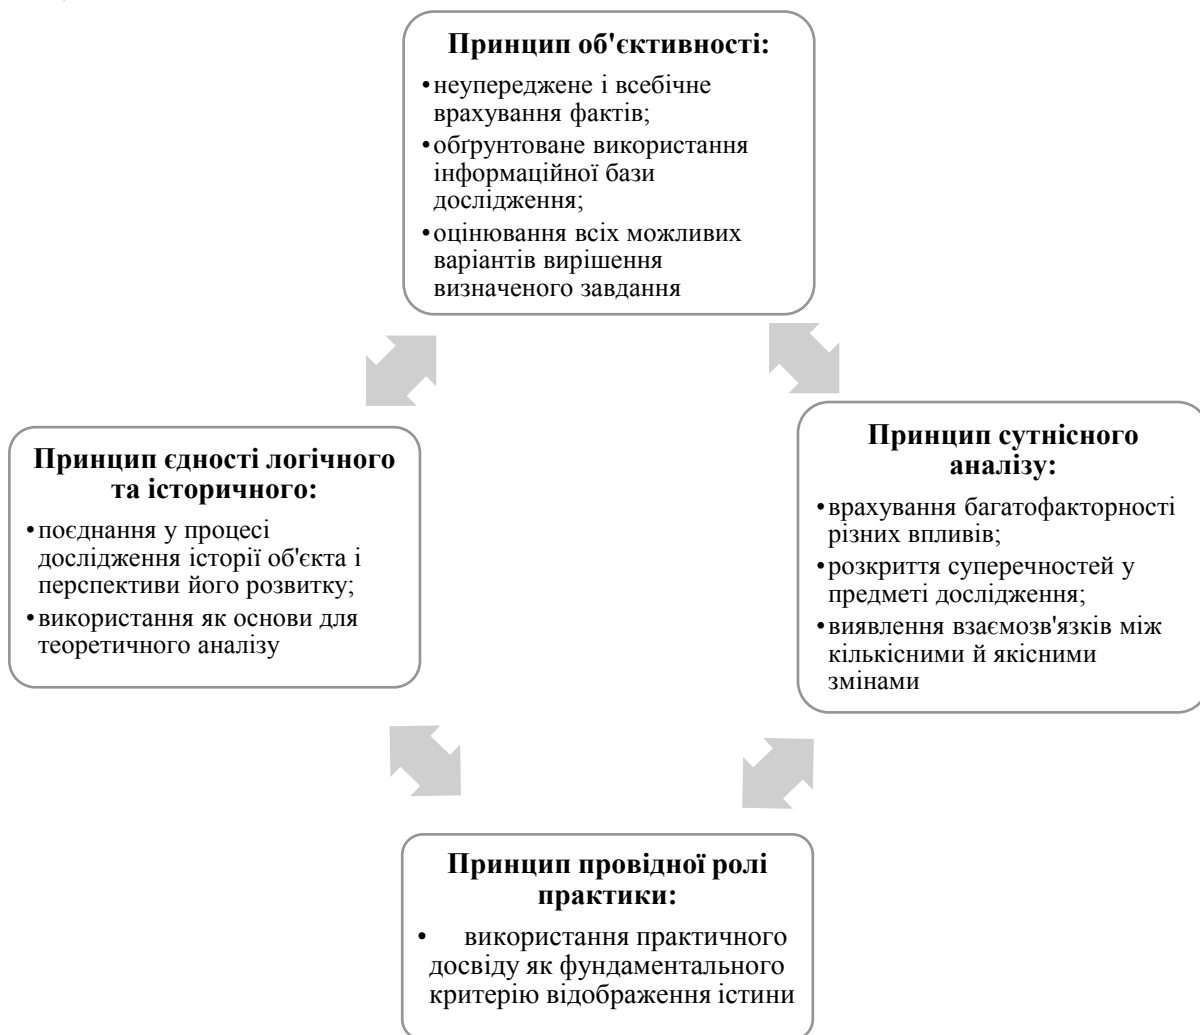 Принцип об'єктивності:
•неупереджене і всебічне
врахування фактів;
•обґрунтоване використання
інформаційної бази
дослідження;
•оцінювання всіх можливих
варіантів вирішення
визначеного завдання
Принцип єдності логічного
та історичного:
•поєднання у процесі
дослідження історії об'єкта і
перспективи його розвитку;
•використання як основи для
теоретичного аналізу
Принцип сутнісного
аналізу:
•врахування багатофакторності
різних впливів;
•розкриття суперечностей у
предметі дослідження;
•виявлення взаємозв'язків між
кількісними й якісними
змінами
Принцип провідної ролі
практики:
• використання практичного
досвіду як фундаментального
критерію відображення істини